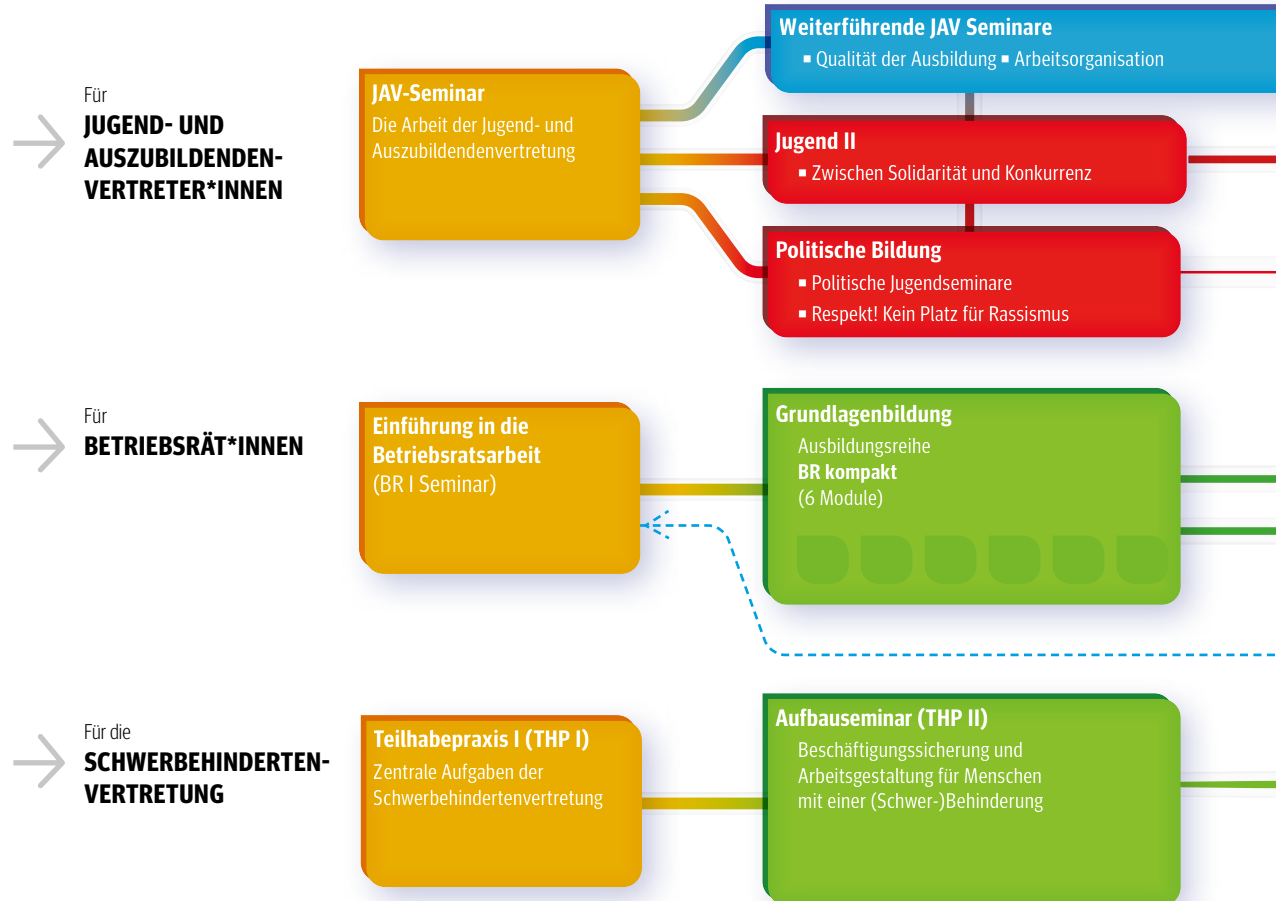 Für
JUGEND- UND
AUSZUBILDENDEN-
VERTRETER*INNEN
JAV-Seminar
Die Arbeit der Jugend- und
Auszubildendenvertretung
Weiterführende JAV Seminare
▪ Qualität der Ausbildung ▪ Arbeitsorganisation
Jugend II
▪ Zwischen Solidarität und Konkurrenz
Politische Bildung
▪ Politische Jugendseminare
▪ Respekt! Kein Platz für Rassismus
Für
BETRIEBSRÄT*INNEN
Einführung in die
Betriebsratsarbeit
(BR I Seminar)
Grundlagenbildung
Ausbildungsreihe
BR kompakt
(6 Module)
Für die
SCHWERBEHINDERTEN-
VERTRETUNG
Teilhabepraxis I (THP I)
Zentrale Aufgaben der
Schwerbehindertenvertretung
Aufbauseminar (THP II)
Beschäftigungssicherung und
Arbeitsgestaltung für Menschen
mit einer (Schwer-)Behinderung